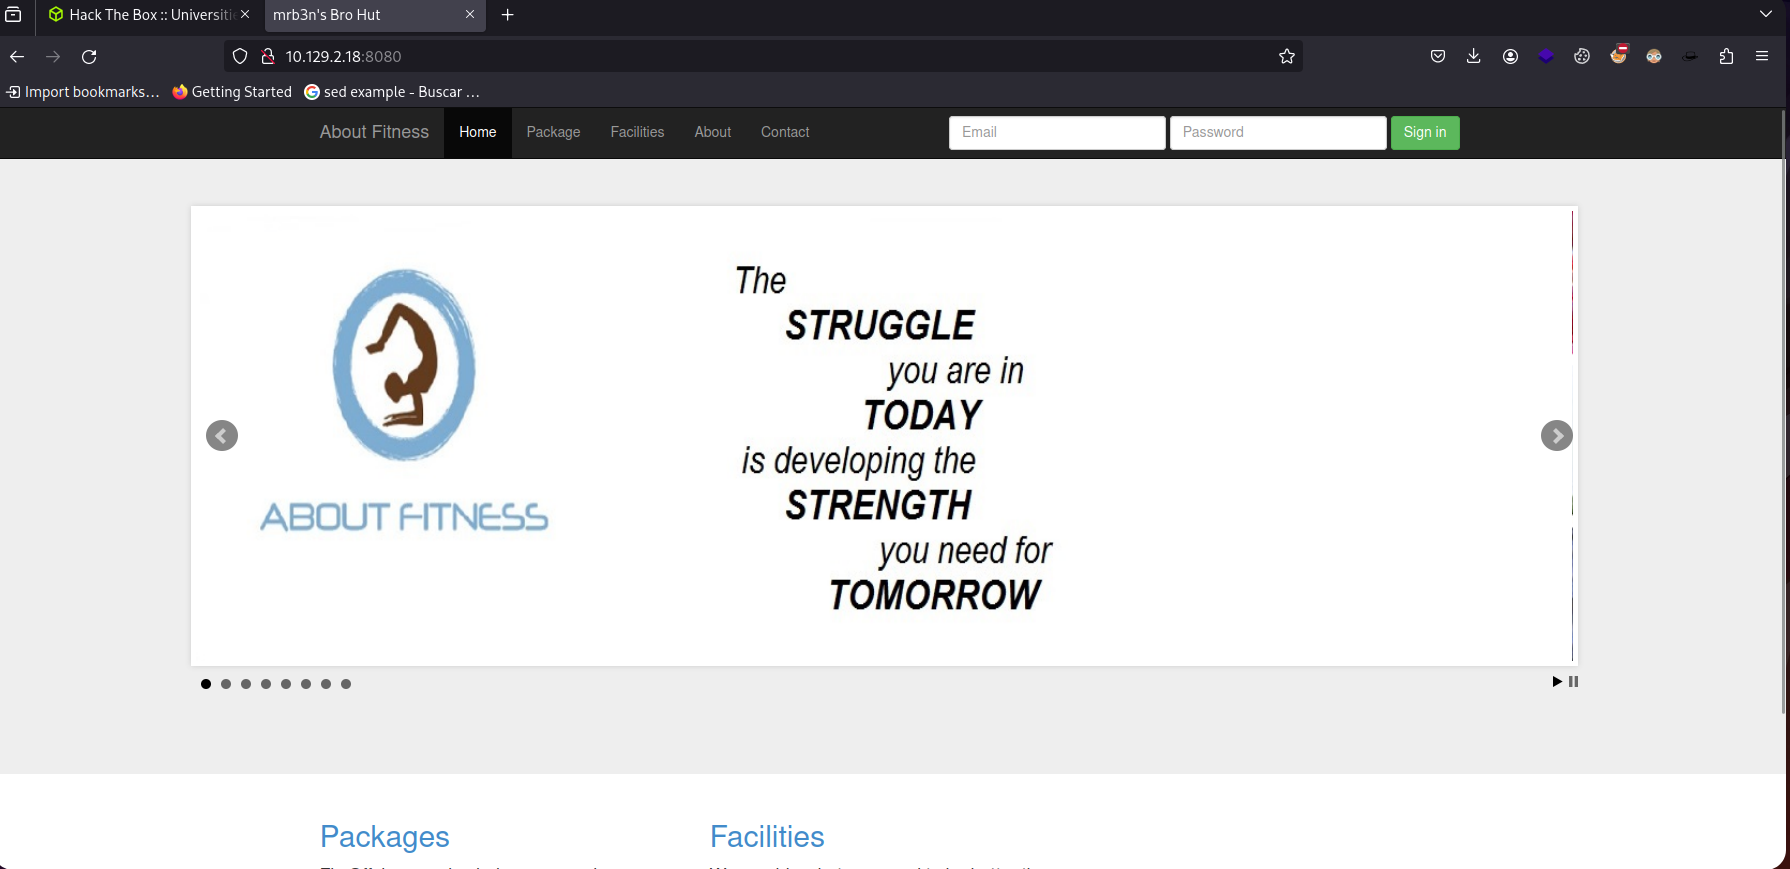 Hack The Box :: Universitie
mrb3n's Bro Hut
10.129.2.18:8080
Import bookmarks...
Getting Started
sed example - Buscar ...
About Fitness
Home
Package
Facilities
About
Contact
Email
Password
Sign in
The
STRUGGLE
you are in
TODAY
is developing the
STRENGTH
you need for
TOMORROW
ABOUT FITNESS
Packages
Facilities